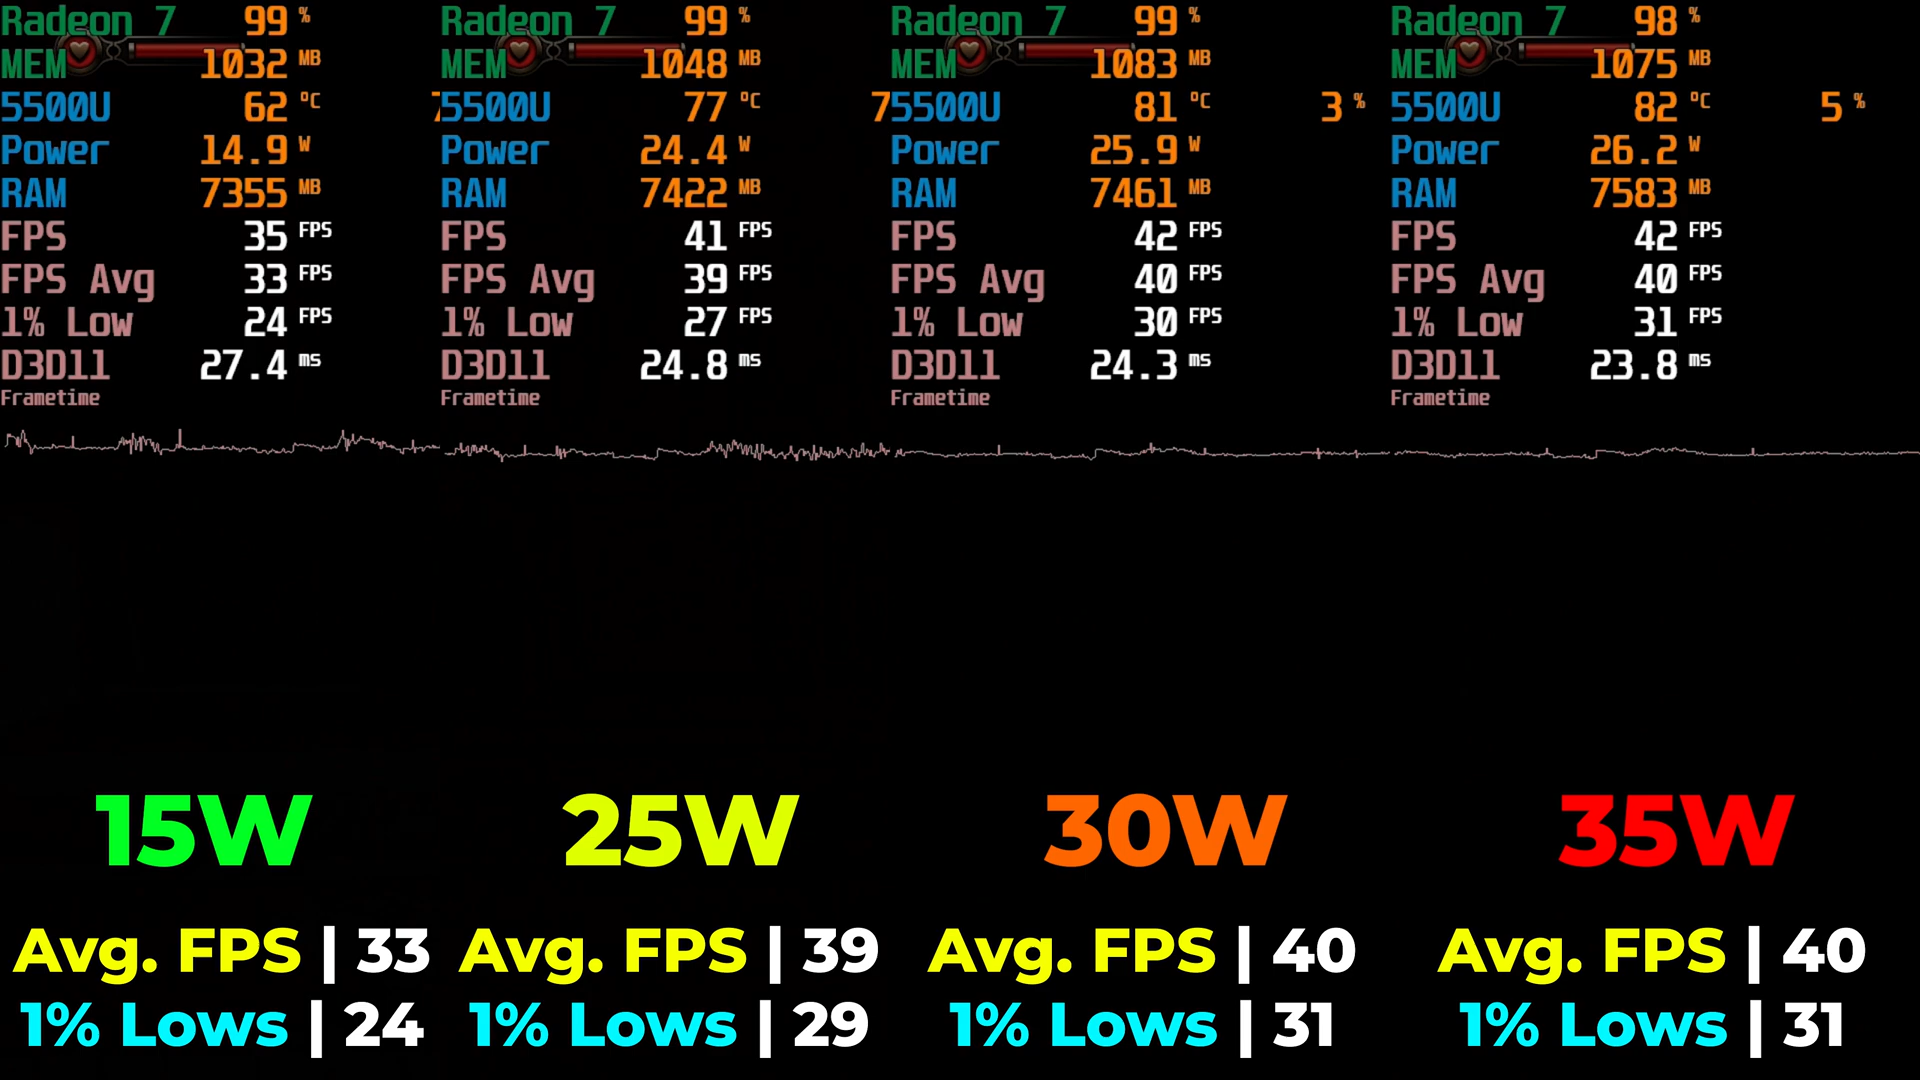 Radeon 7 99 % Radeon 7 99 % Radeon 7 99 % Radeon 7 98 %
MEM 1032 MB MEM 1048 MB MEM 1083 MB MEM 1075 MB
5500U 62 °C 7 5500U 77 °C 7 5500U 81 °C 3 % 5500U 82 °C 5 %
Power 14.9 W Power 24.4 W Power 25.9 W Power 26.2 W
RAM 7355 MB RAM 7422 MB RAM 7461 MB RAM 7583 MB
FPS 35 FPS FPS 41 FPS FPS 42 FPS FPS 42 FPS
FPS Avg 33 FPS FPS Avg 39 FPS FPS Avg 40 FPS FPS Avg 40 FPS
1% Low 24 FPS 1% Low 27 FPS 1% Low 30 FPS 1% Low 31 FPS
D3D11 27.4 ms D3D11 24.8 ms D3D11 24.3 ms D3D11 23.8 ms
Frametime Frametime Frametime Frametime
15W 25W 30W 35W
Avg. FPS | 33 Avg. FPS | 39 Avg. FPS | 40 Avg. FPS | 40
1% Lows | 24 1% Lows | 29 1% Lows | 31 1% Lows | 31